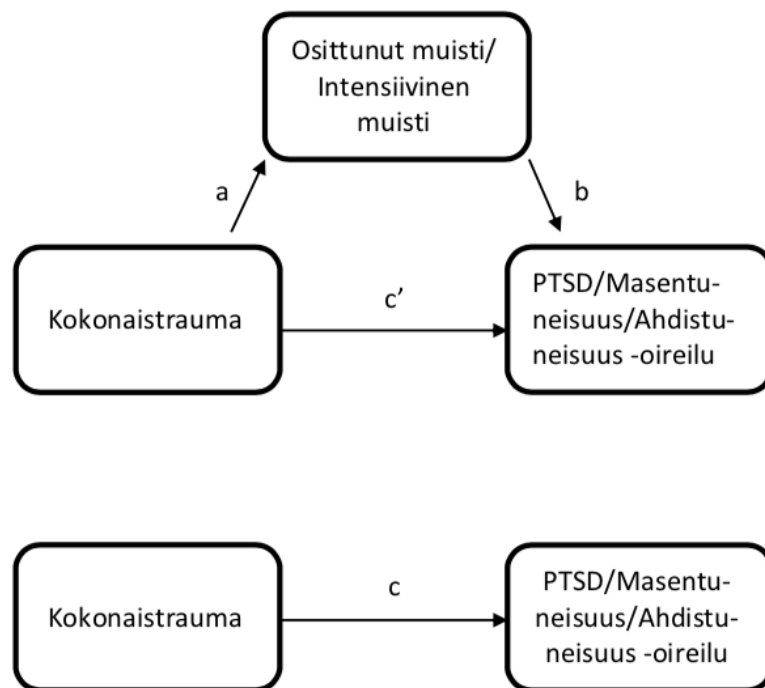 Osittunut muisti/
Intensiivinen
muisti
a
b
Kokonaistrauma
c’
PTSD/Masentu-
neisuus/Ahdistu-
neisuus -oireilu
Kokonaistrauma
c
PTSD/Masentu-
neisuus/Ahdistu-
neisuus -oireilu